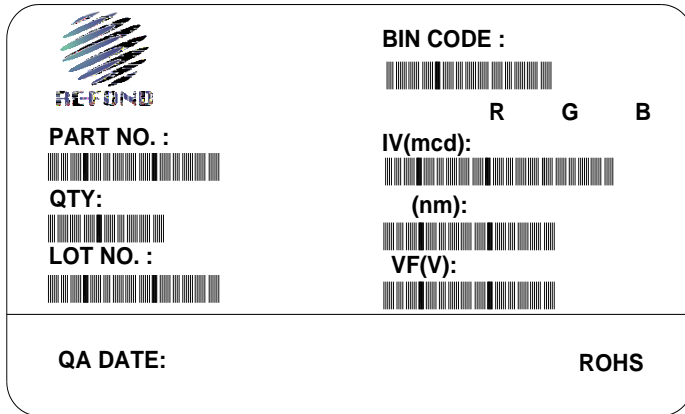 REFOND
BIN CODE :
R G B
PART NO. :
IV(mcd):
QTY:
(nm):
LOT NO. :
VF(V):
QA DATE:
ROHS